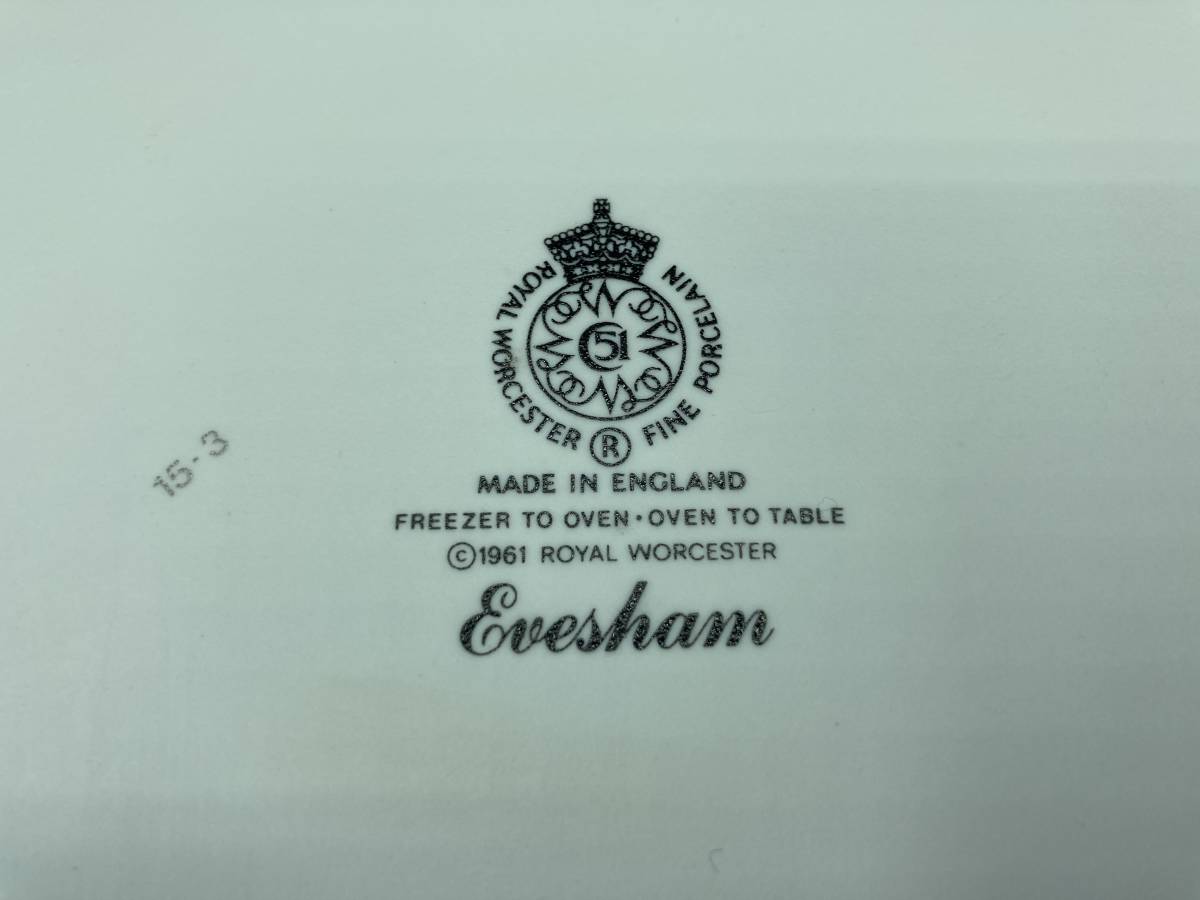 ROYAL WORCESTER ® FINE PORCELAIN
51
MADE IN ENGLAND
FREEZER TO OVEN • OVEN TO TABLE
©1961 ROYAL WORCESTER
Evesham
15-3